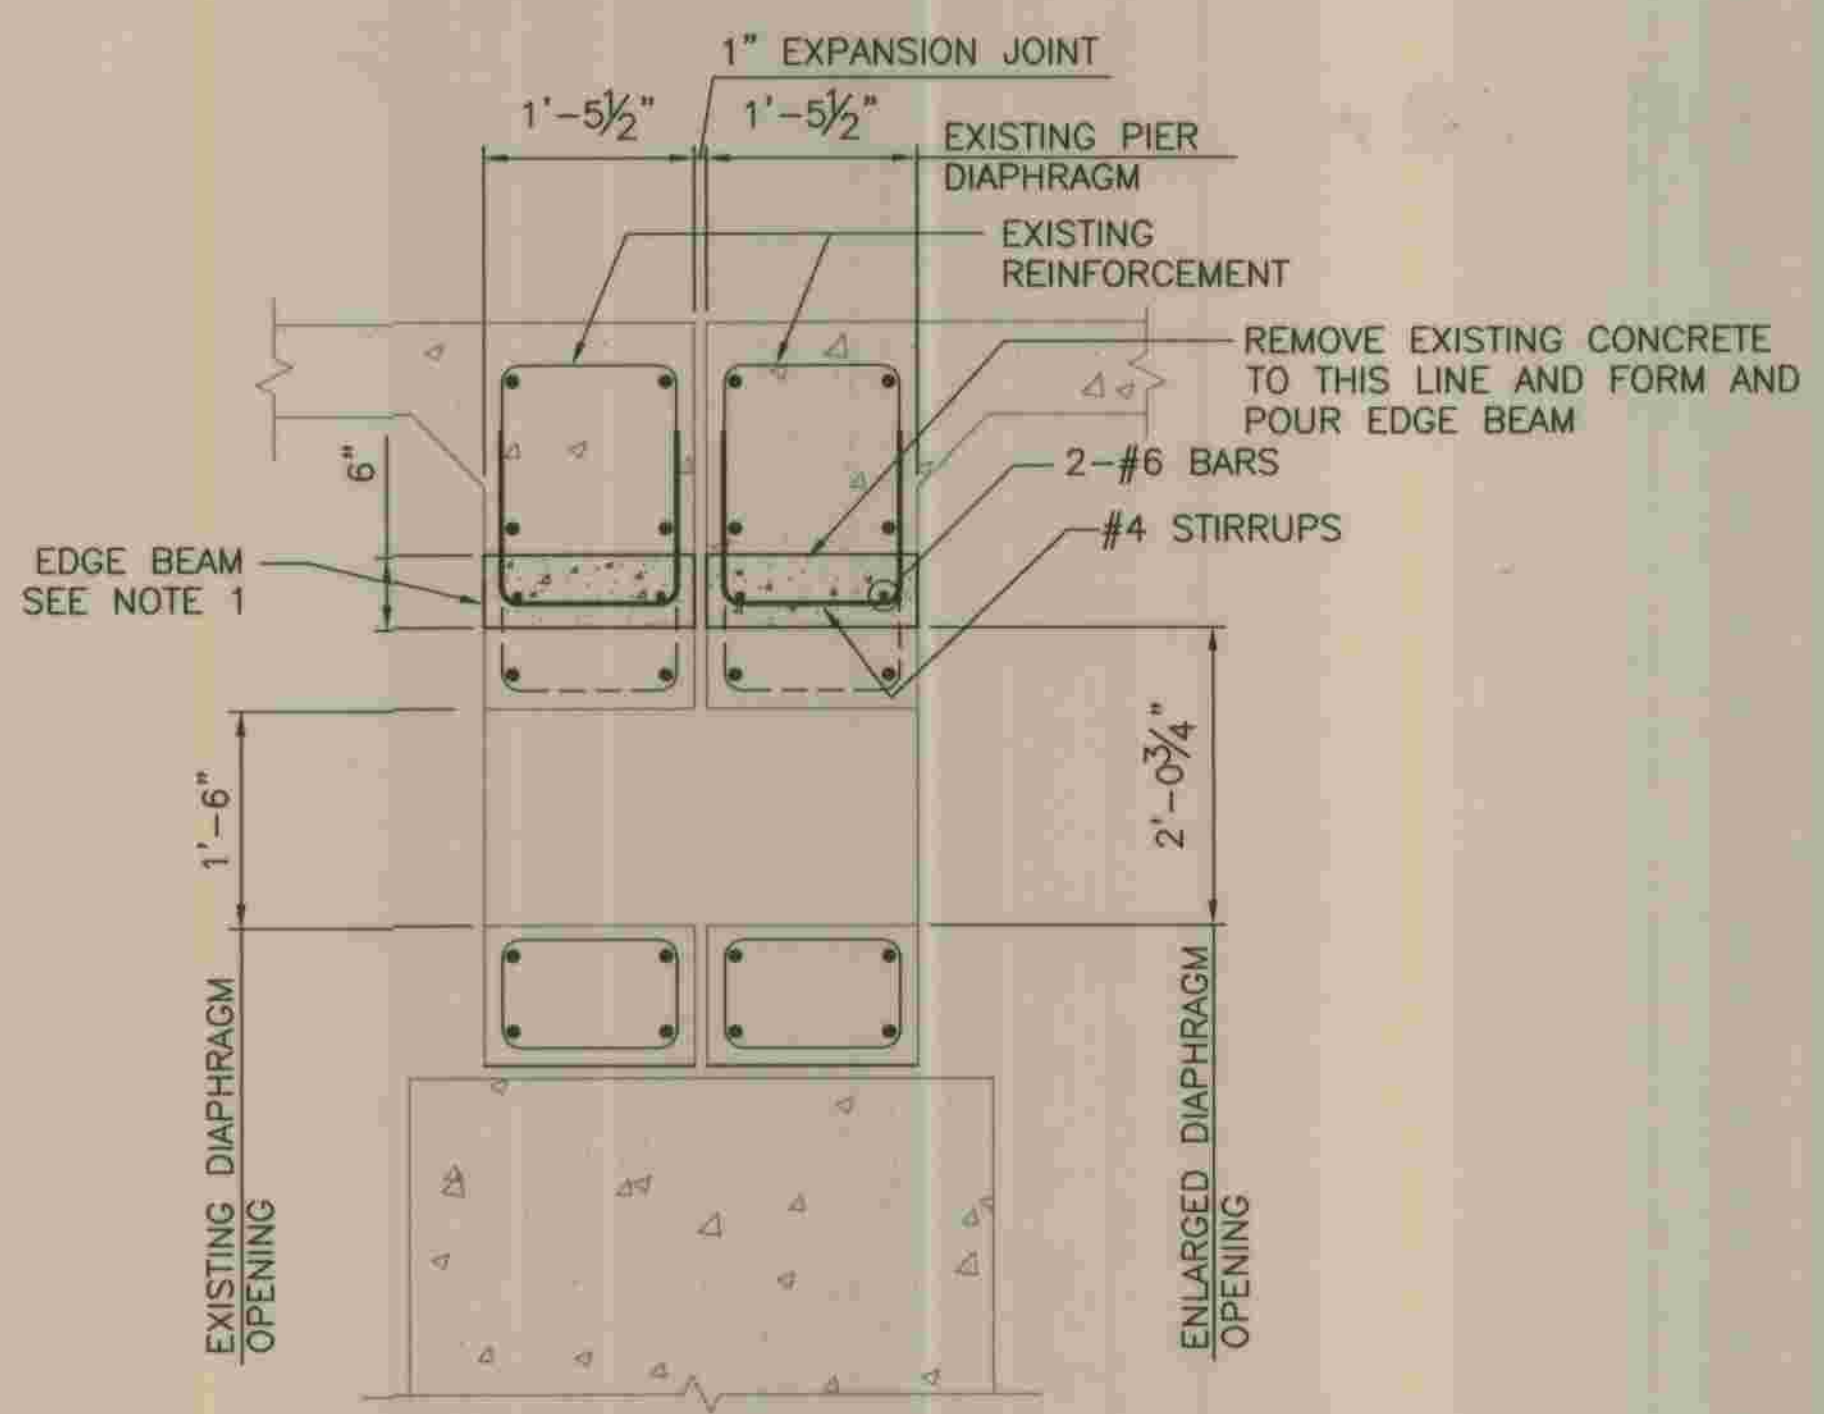 1" EXPANSION JOINT
1'-5½" 1'-5½"
EXISTING PIER
DIAPHRAGM
EXISTING
REINFORCEMENT
REMOVE EXISTING CONCRETE
TO THIS LINE AND FORM AND
POUR EDGE BEAM
6"
2-#6 BARS
#4 STIRRUPS
EDGE BEAM
SEE NOTE 1
1'-6"
2'-0¾"
EXISTING DIAPHRAGM
OPENING
ENLARGED DIAPHRAGM
OPENING